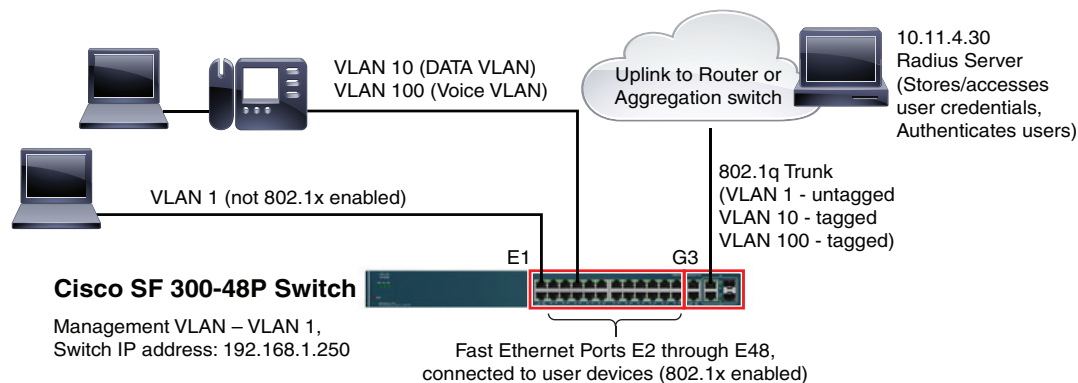 VLAN 10 (DATA VLAN)
VLAN 100 (Voice VLAN)
Uplink to Router or
Aggregation switch
10.11.4.30
Radius Server
(Stores/accesses
user credentials,
Authenticates users)
VLAN 1 (not 802.1x enabled)
802.1q Trunk
(VLAN 1 - untagged
VLAN 10 - tagged
VLAN 100 - tagged)
E1
G3
Cisco SF 300-48P Switch
Management VLAN – VLAN 1,
Switch IP address: 192.168.1.250
Fast Ethernet Ports E2 through E48,
connected to user devices (802.1x enabled)